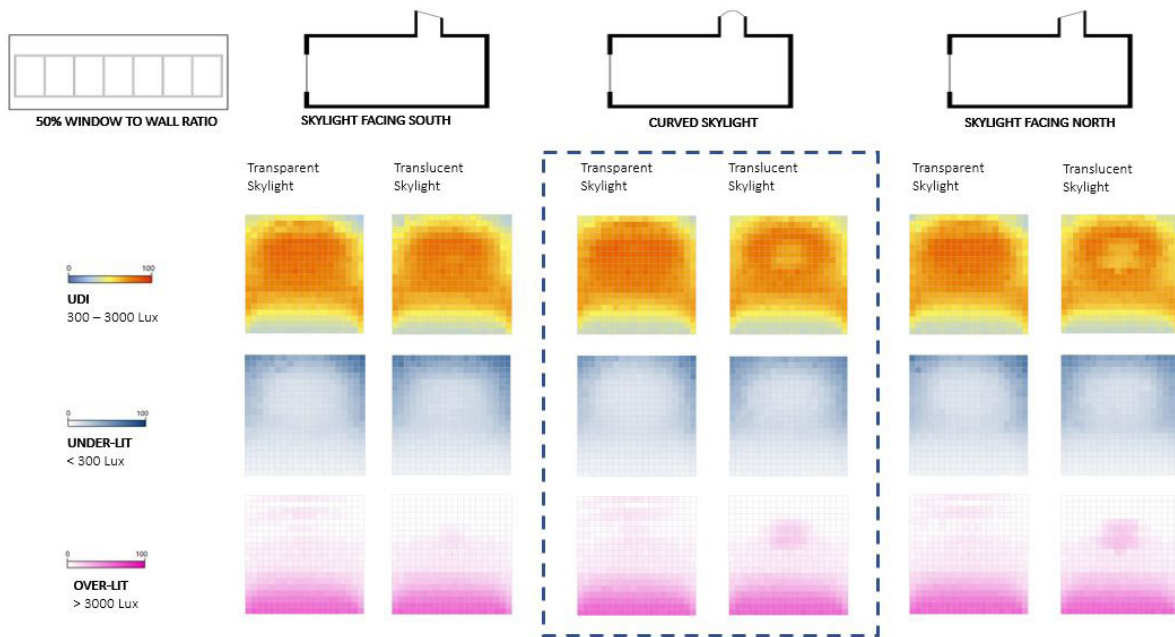 50% WINDOW TO WALL RATIO
SKYLIGHT FACING SOUTH
CURVED SKYLIGHT
SKYLIGHT FACING NORTH
Transparent
Skylight
Translucent
Skylight
Transparent
Skylight
Translucent
Skylight
Transparent
Skylight
Translucent
Skylight
0 100
UDI
300 – 3000 Lux
0 100
UNDER-LIT
< 300 Lux
0 100
OVER-LIT
> 3000 Lux